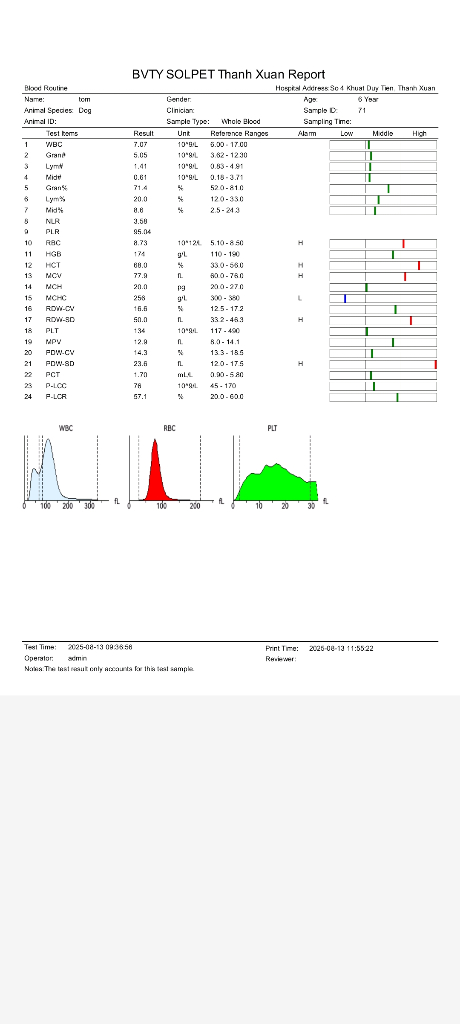 BVTY SOLPET Thanh Xuan Report
Blood Routine Hospital Address:So 4 Khuat Duy Tien, Thanh Xuan
Name: tom Gender: Age: 6 Year
Animal Species: Dog Clinician: Sample ID: 71
Animal ID: Sample Type: Whole Blood Sampling Time:
Test Items Result Unit Reference Ranges Alarm Low Middle High
1 WBC 7.07 10^9/L 6.00 - 17.00
2 Gran# 5.05 10^9/L 3.62 - 12.30
3 Lym# 1.41 10^9/L 0.83 - 4.91
4 Mid# 0.61 10^9/L 0.18 - 3.71
5 Gran% 71.4 % 52.0 - 81.0
6 Lym% 20.0 % 12.0 - 33.0
7 Mid% 8.6 % 2.5 - 24.3
8 NLR 3.58
9 PLR 95.04
10 RBC 8.73 10^12/L 5.10 - 8.50 H
11 HGB 174 g/L 110 - 190
12 HCT 68.0 % 33.0 - 56.0 H
13 MCV 77.9 fL 60.0 - 76.0 H
14 MCH 20.0 pg 20.0 - 27.0
15 MCHC 256 g/L 300 - 380 L
16 RDW-CV 16.6 % 12.5 - 17.2
17 RDW-SD 50.0 fL 33.2 - 46.3 H
18 PLT 134 10^9/L 117 - 490
19 MPV 12.9 fL 8.0 - 14.1
20 PDW-CV 14.3 % 13.3 - 18.5
21 PDW-SD 23.6 fL 12.0 - 17.5 H
22 PCT 1.70 mL/L 0.90 - 5.80
23 P-LCC 76 10^9/L 45 - 170
24 P-LCR 57.1 % 20.0 - 60.0
WBC RBC PLT
0 100 200 300 fL 0 100 200 fL 0 10 20 30 fL
Test Time: 2025-08-13 09:36:56 Print Time: 2025-08-13 11:55:22
Operator: admin Reviewer:
Notes:The test result only accounts for this test sample.